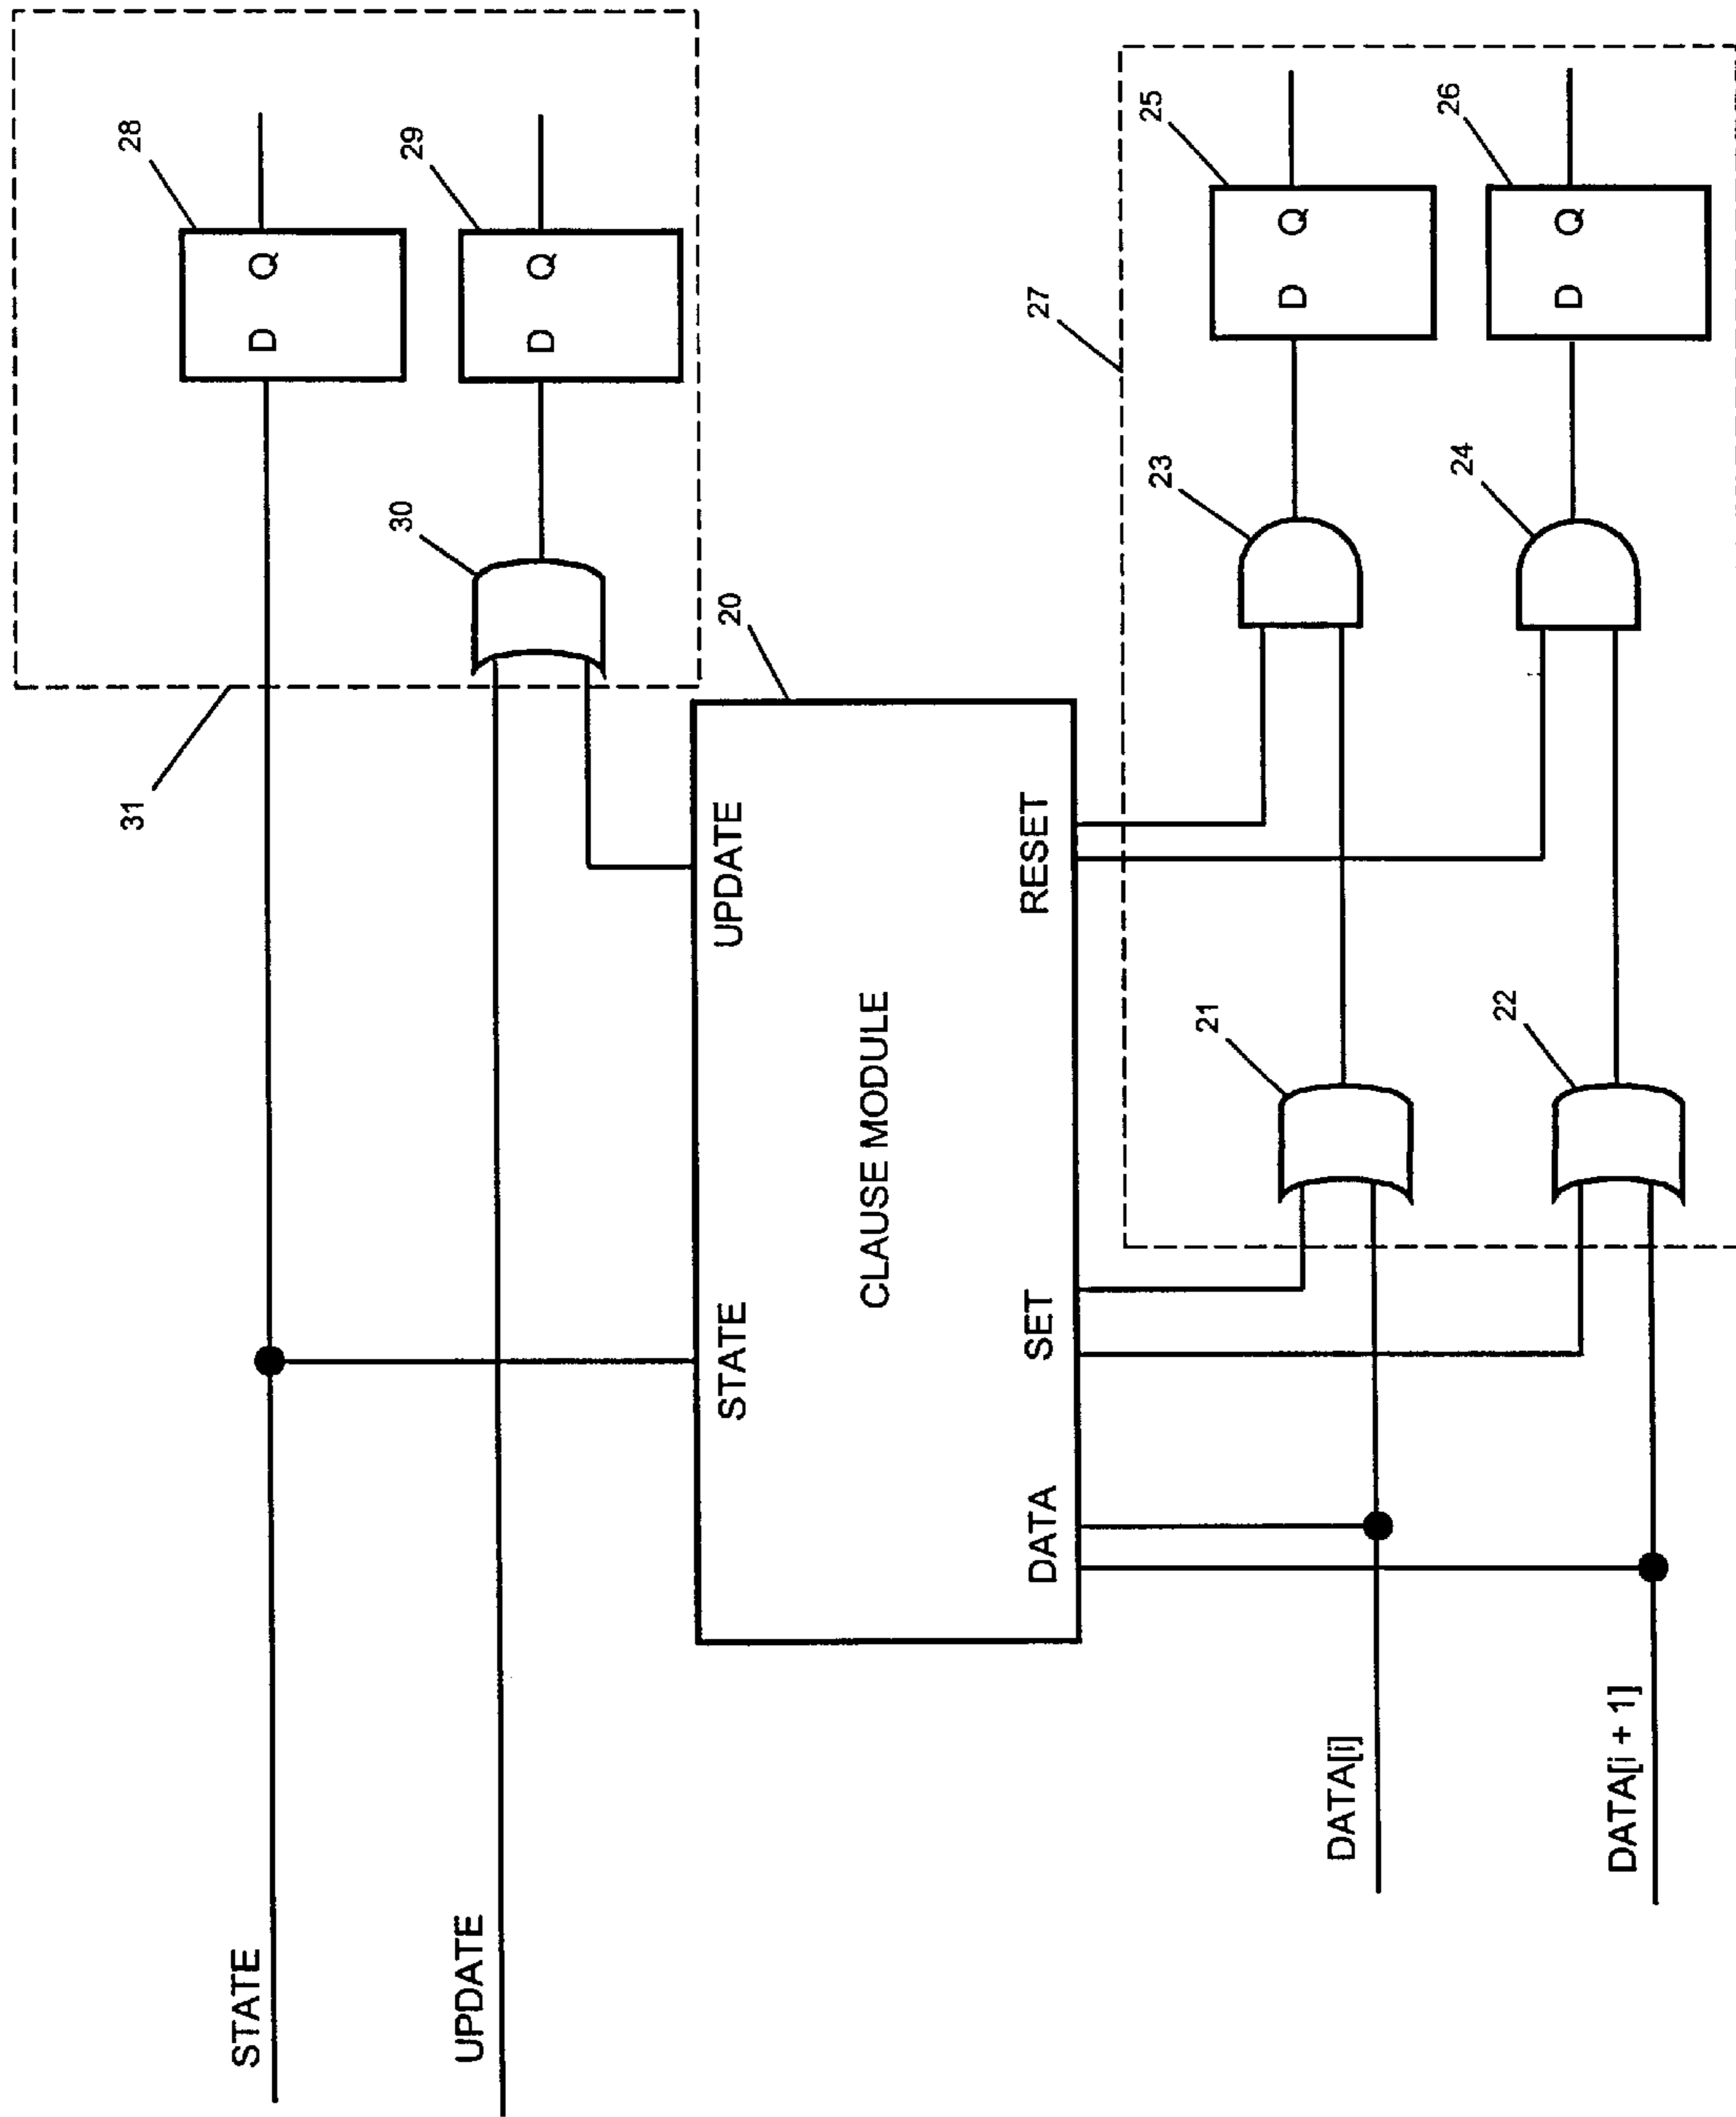 28
D Q
29
D Q
30
31
STATE
UPDATE
20
STATE
UPDATE
CLAUSE MODULE
DATA
SET
RESET
27
25
D Q
23
21
DATA[i]
26
D Q
24
22
DATA[i + 1]